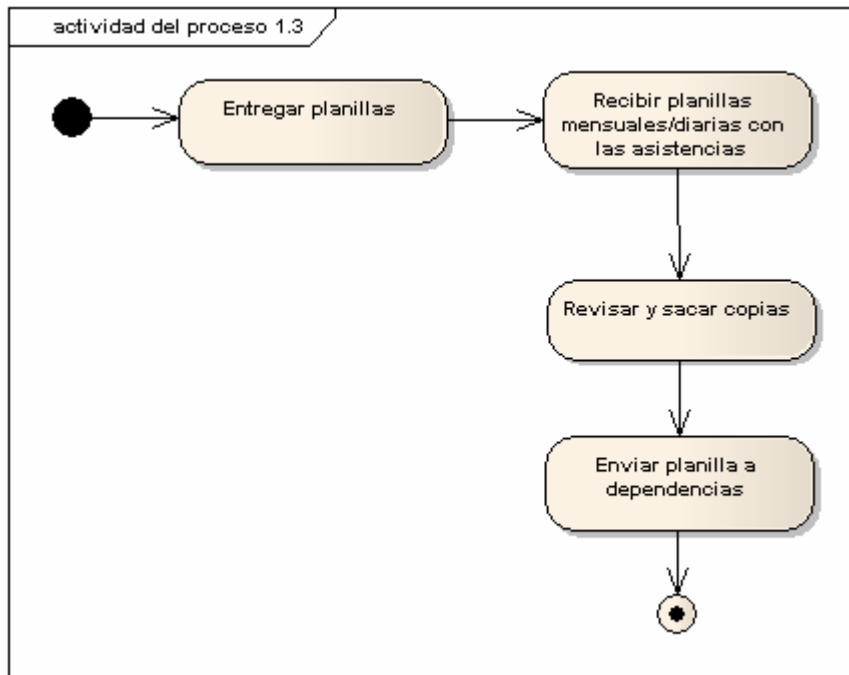 actividad del proceso 1.3
Entregar planillas
Recibir planillas
mensuales/diarias con
las asistencias
Revisar y sacar copias
Enviar planilla a
dependencias